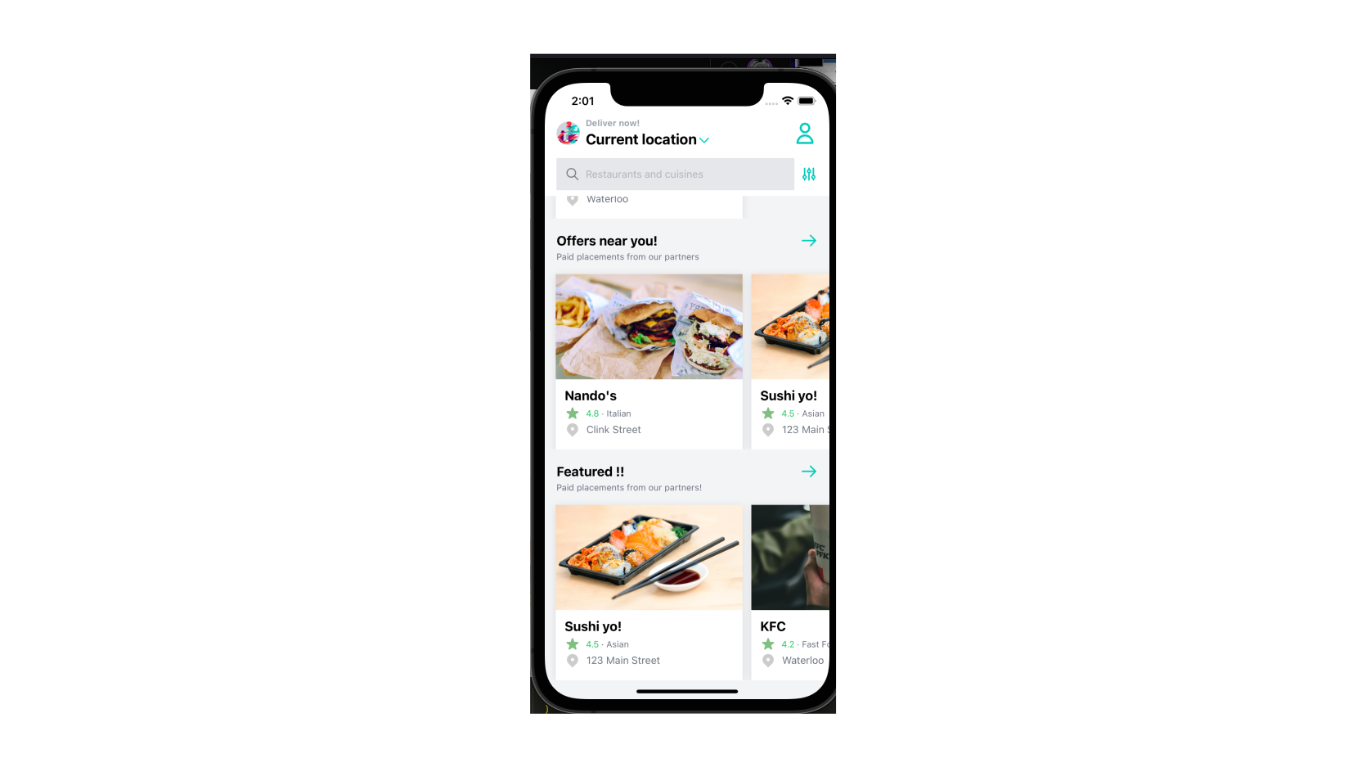 2:01
Deliver now!
Current location
Restaurants and cuisines
Waterloo
Offers near you!
Paid placements from our partners
Nando's
4.8 · Italian
Clink Street
Sushi yo!
4.5 · Asian
123 Main
Featured !!
Paid placements from our partners!
Sushi yo!
4.5 · Asian
123 Main Street
KFC
4.2 · Fast
Waterloo